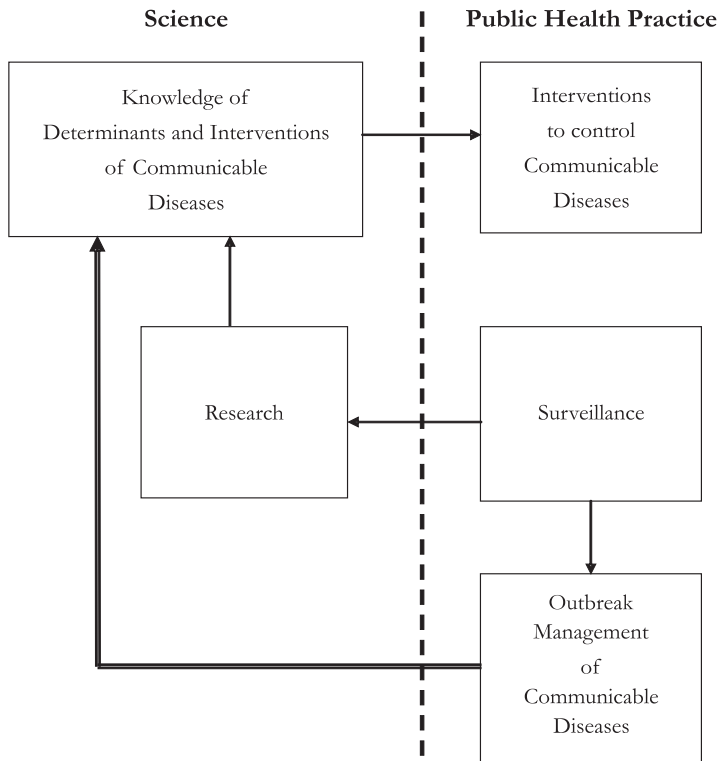 Science
Public Health Practice
Knowledge of
Determinants and Interventions
of Communicable
Diseases
Interventions
to control
Communicable
Diseases
Research
Surveillance
Outbreak
Management
of
Communicable
Diseases